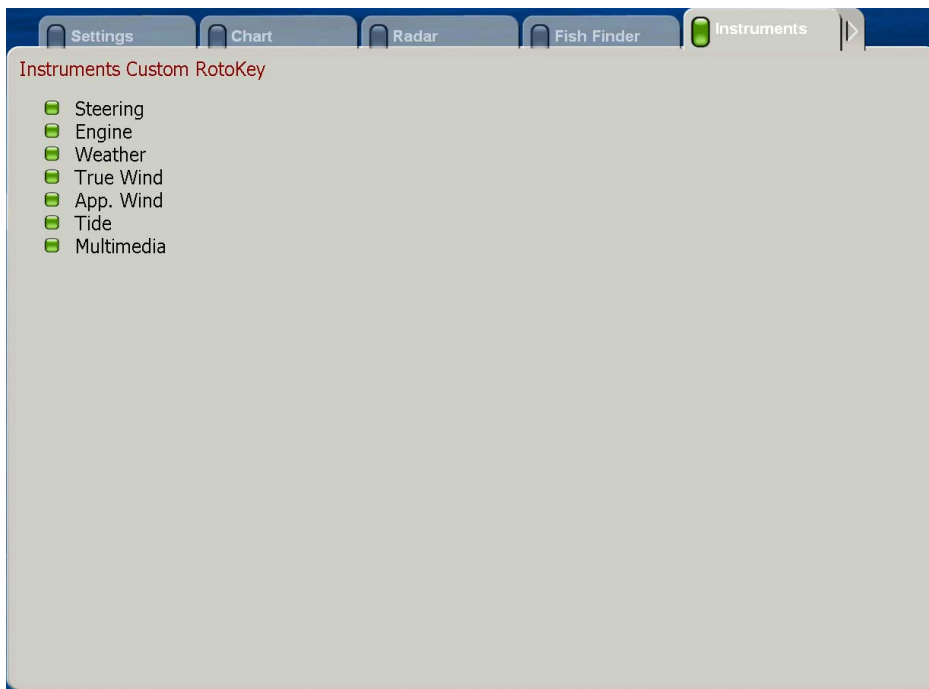 Settings Chart Radar Fish Finder Instruments
Instruments Custom RotoKey
Steering
Engine
Weather
True Wind
App. Wind
Tide
Multimedia